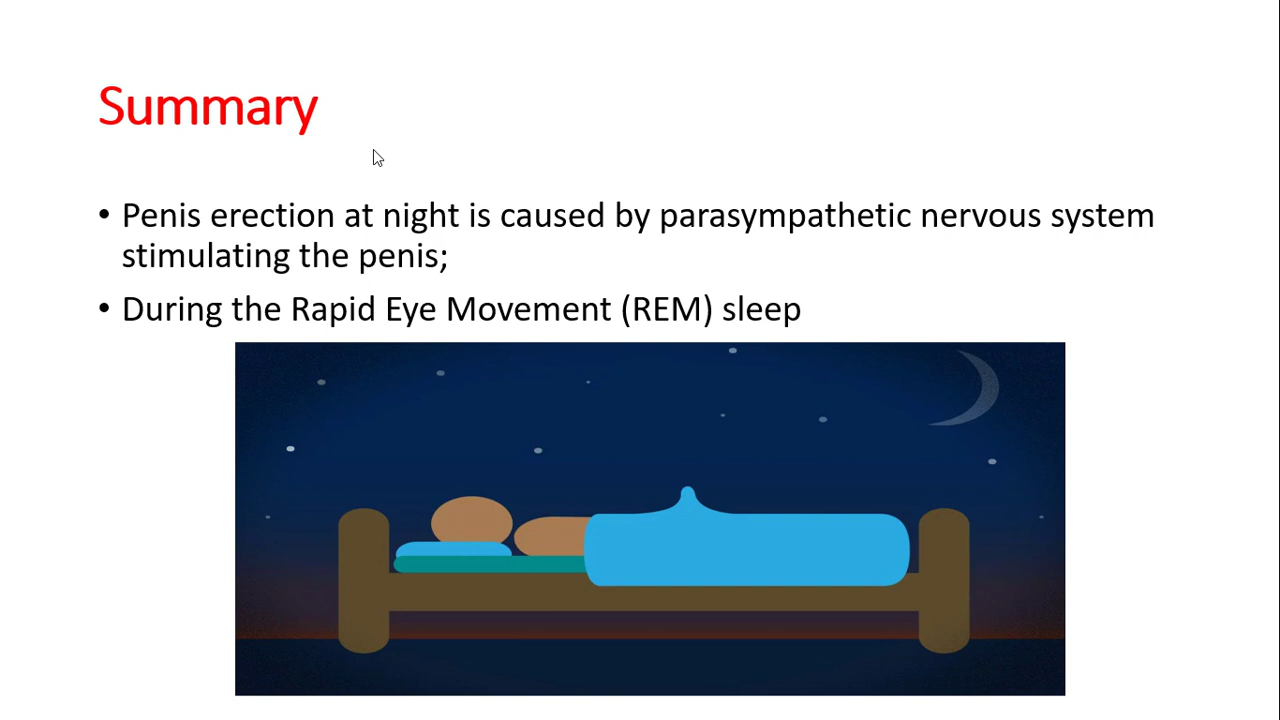 Summary
• Penis erection at night is caused by parasympathetic nervous system
stimulating the penis;
• During the Rapid Eye Movement (REM) sleep